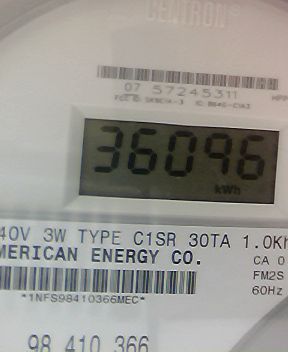 CENTRON®
07 57245311
36096
kWh
40V 3W TYPE C1SR 30TA 1.0Kh
MERICAN ENERGY CO.
CA 0
FM2S
*1NFS98410366MEC*
60Hz
98 410 366